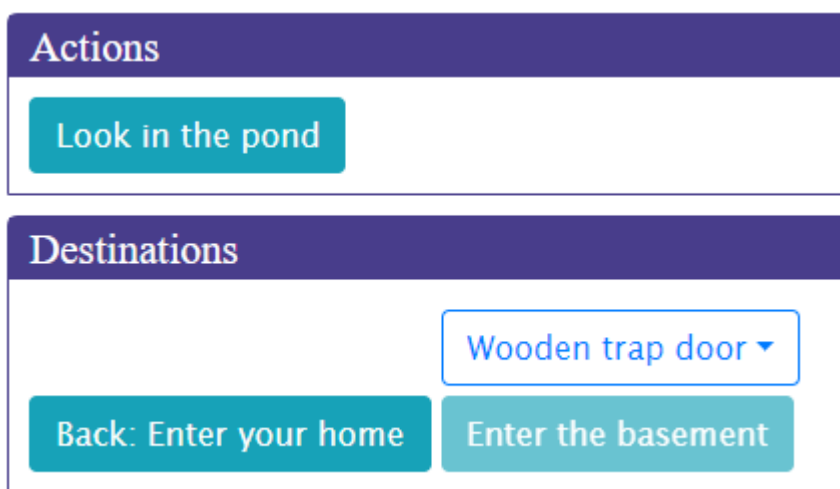 Actions
Look in the pond
Destinations
Wooden trap door
Back: Enter your home
Enter the basement